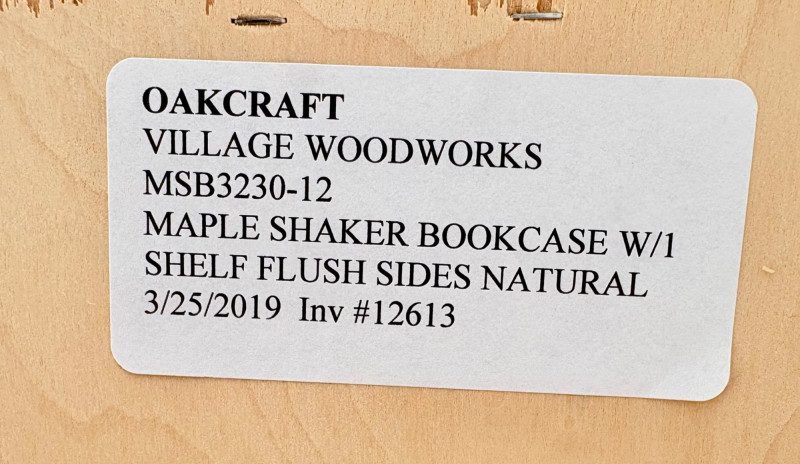 OAKCRAFT
VILLAGE WOODWORKS
MSB3230-12
MAPLE SHAKER BOOKCASE W/1
SHELF FLUSH SIDES NATURAL
3/25/2019 Inv #12613